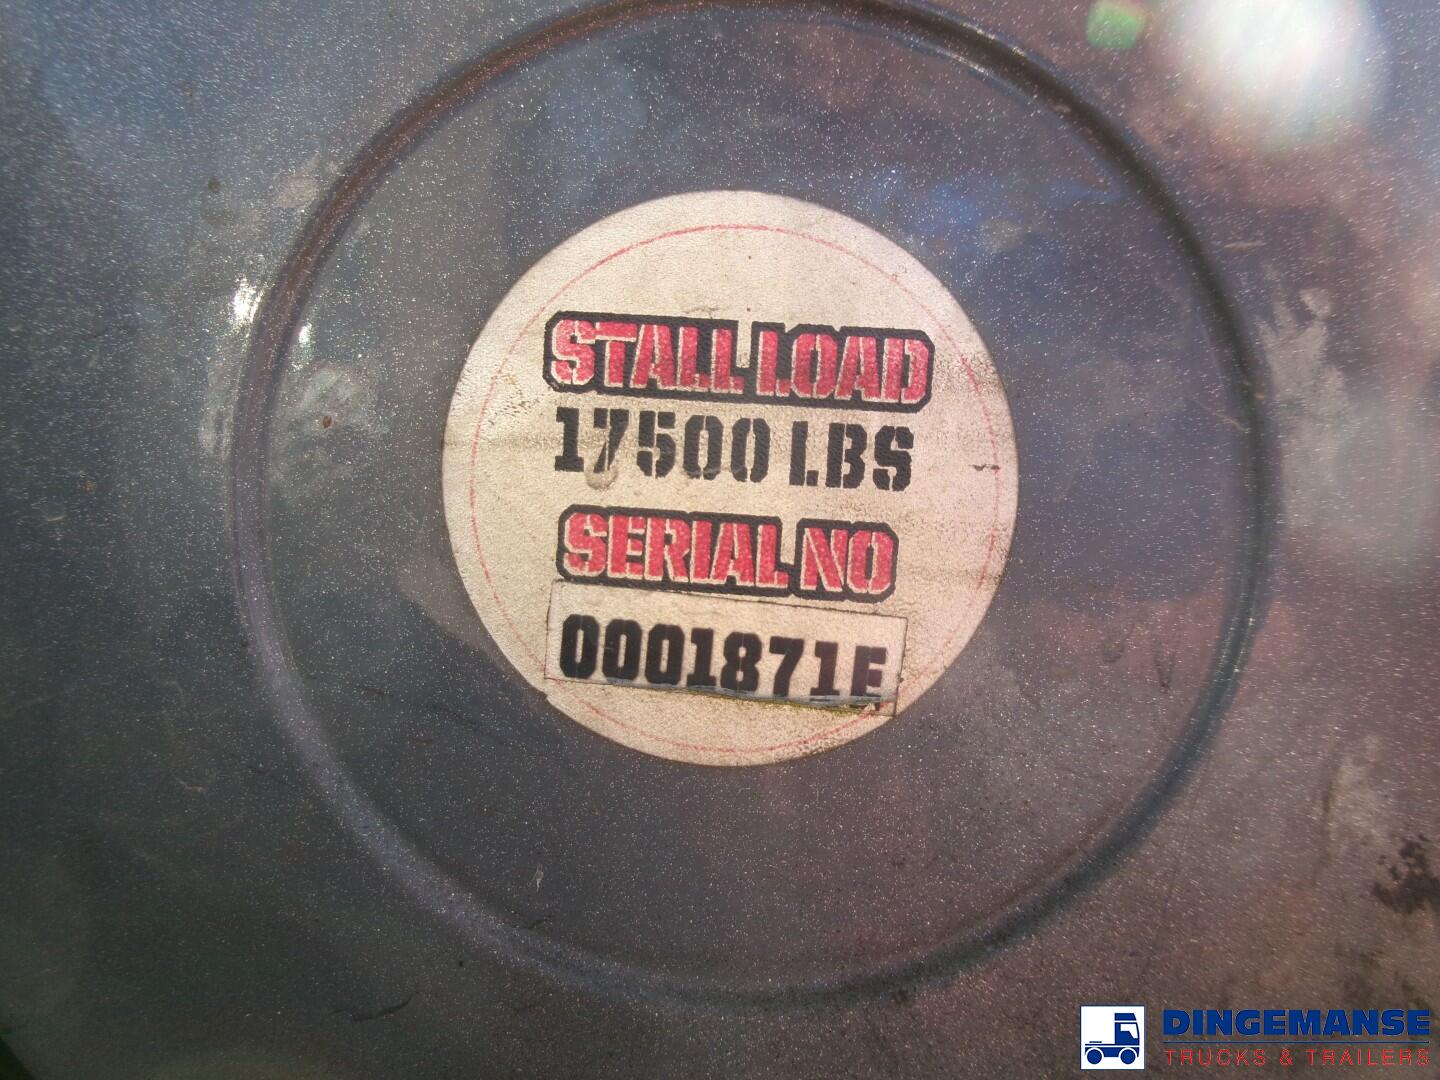 STALL LOAD
17500 LBS
SERIAL NO
0001871E
DINGEMANSE
TRUCKS & TRAILERS